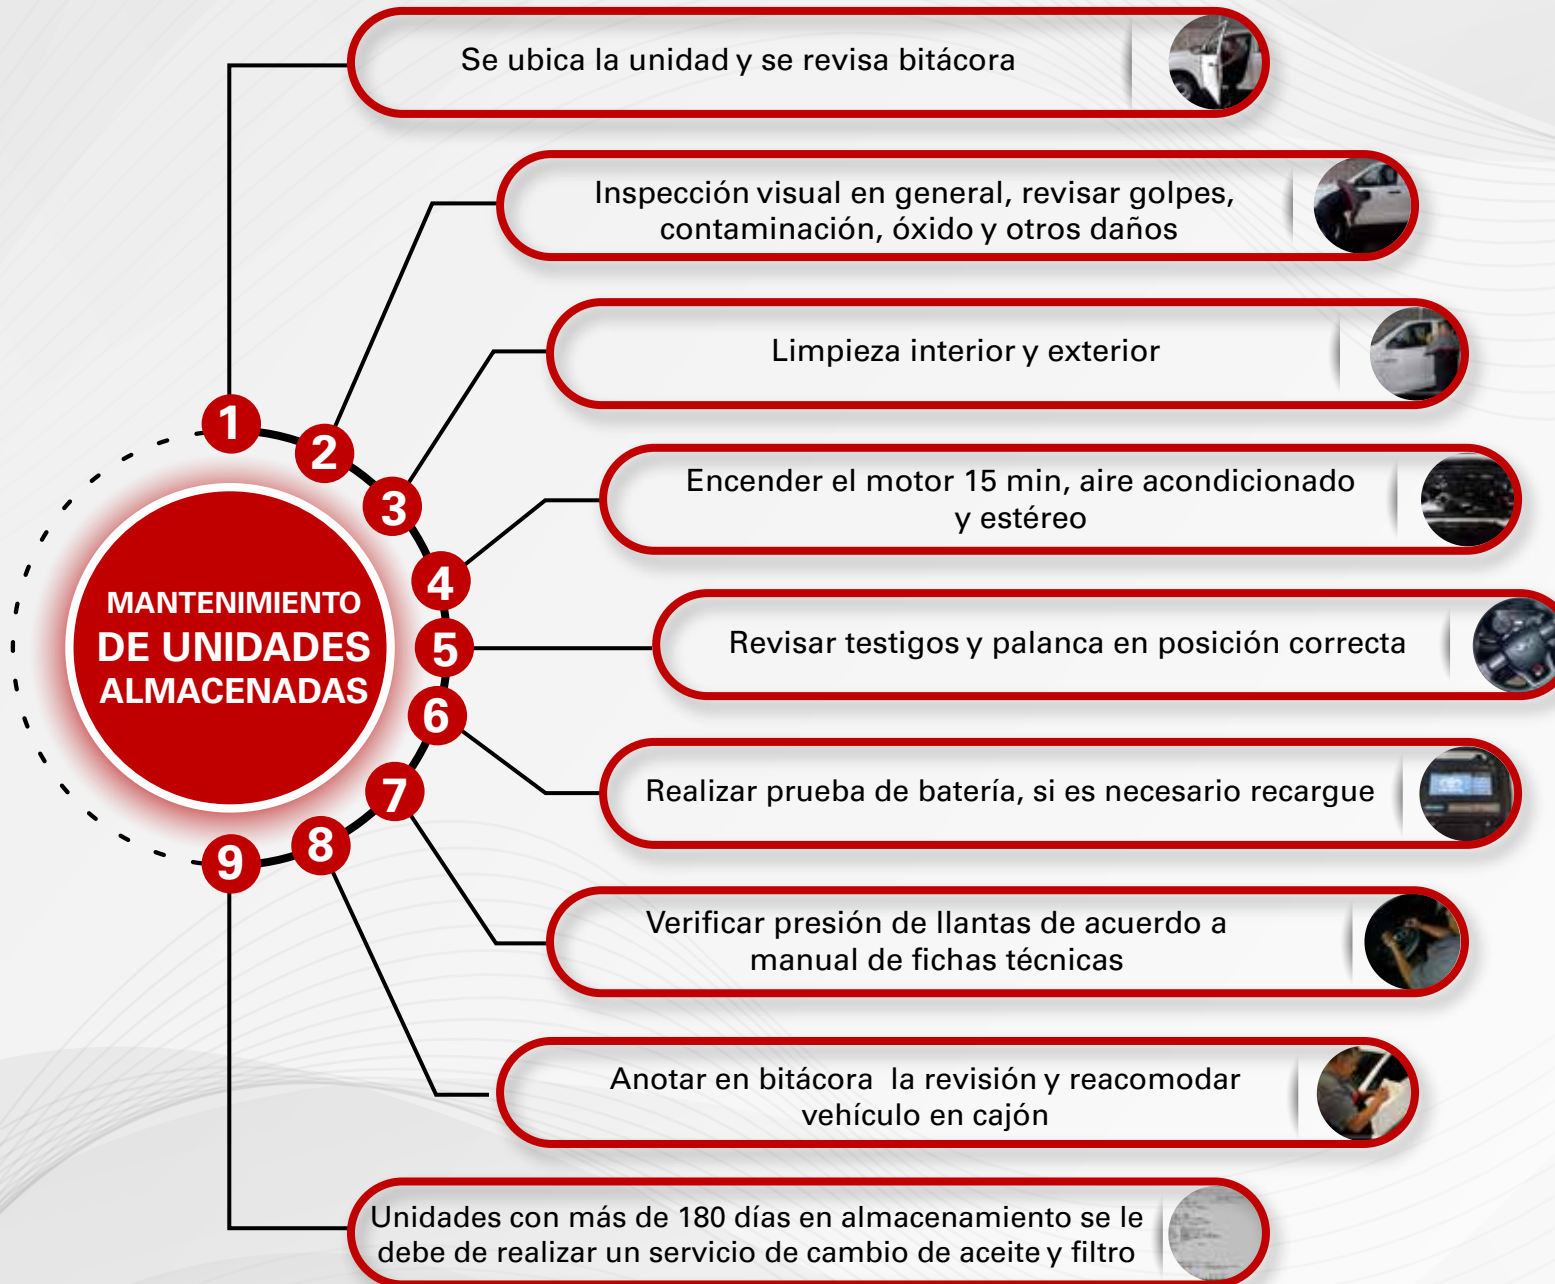 Se ubica la unidad y se revisa bitácora
Inspección visual en general, revisar golpes,
contaminación, óxido y otros daños
Limpieza interior y exterior
Encender el motor 15 min, aire acondicionado
y estéreo
Revisar testigos y palanca en posición correcta
Realizar prueba de batería, si es necesario recargue
Verificar presión de llantas de acuerdo a
manual de fichas técnicas
Anotar en bitácora  la revisión y reacomodar
vehículo en cajón
Unidades con más de 180 días en almacenamiento se le
debe de realizar un servicio de cambio de aceite y filtro
1
2
3
4
5
6
7
8
9
MANTENIMIENTO
DE UNIDADES
ALMACENADAS